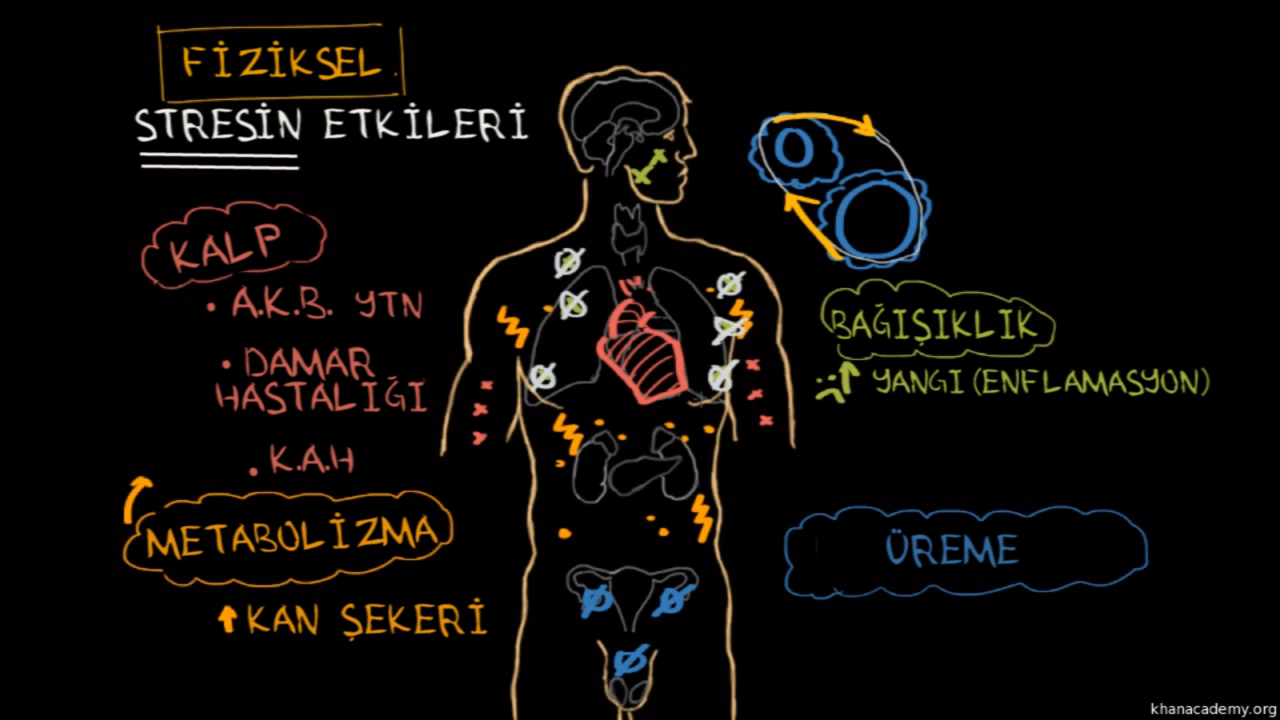 FİZİKSEL
STRESİN ETKİLERİ
KALP
• A.K.B. YTN
• DAMAR
HASTALIĞI
• K.A.H
METABOLİZMA
↑ KAN ŞEKERİ
BAĞIŞIKLIK
↑ YANGI (ENFLAMASYON)
ÜREME
khanacademy.org